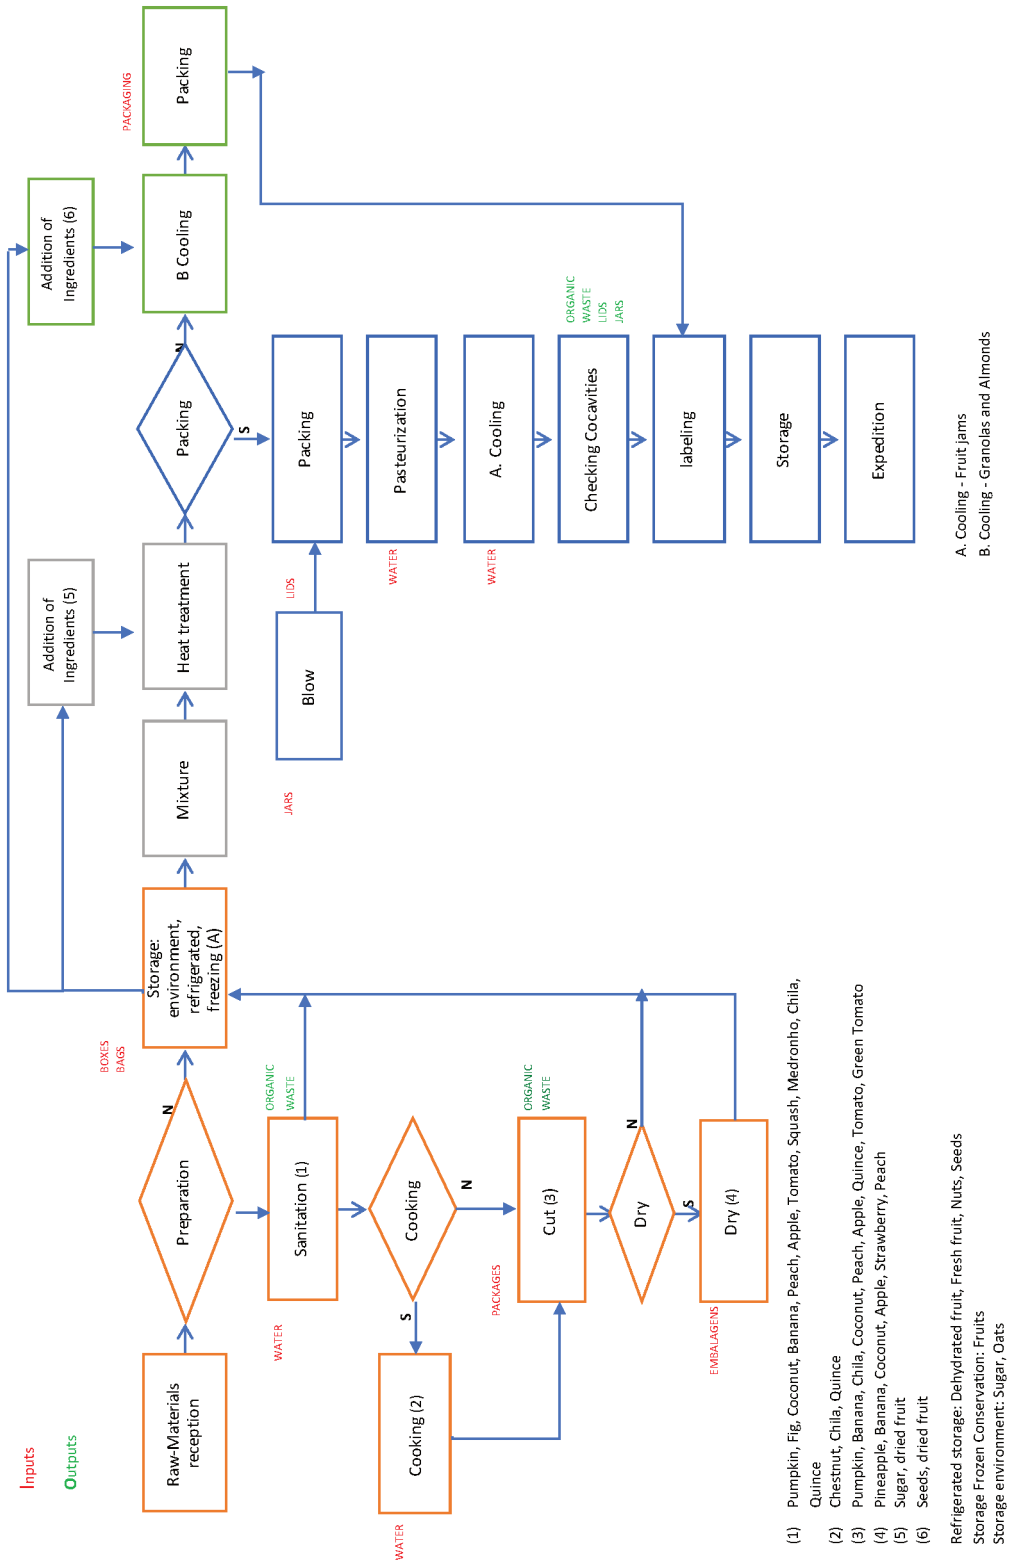 Inputs
Outputs
Raw-Materials
reception
Preparation
N
BOXES
BAGS
Storage:
environment,
refrigerated,
freezing (A)
Mixture
Heat treatment
Addition of
Ingredients (5)
Packing
N
S
B Cooling
Addition of
Ingredients (6)
PACKAGING
Packing
WATER
Sanitation (1)
ORGANIC
WASTE
Cooking
S
N
WATER
Cooking (2)
PACKAGES
Cut (3)
ORGANIC
WASTE
Dry
N
S
EMBALAGENS
Dry (4)
JARS
Blow
LIDS
Packing
WATER
Pasteurization
WATER
A. Cooling
Checking Cocavities
ORGANIC
WASTE
LIDS
JARS
labeling
Storage
Expedition
A. Cooling - Fruit jams
B. Cooling - Granolas and Almonds
(1) Pumpkin, Fig, Coconut, Banana, Peach, Apple, Tomato, Squash, Medronho, Chila,
Quince
(2) Chestnut, Chila, Quince
(3) Pumpkin, Banana, Chila, Coconut, Peach, Apple, Quince, Tomato, Green Tomato
(4) Pineapple, Banana, Coconut, Apple, Strawberry, Peach
(5) Sugar, dried fruit
(6) Seeds, dried fruit
Refrigerated storage: Dehydrated fruit, Fresh fruit, Nuts, Seeds
Storage Frozen Conservation: Fruits
Storage environment: Sugar, Oats